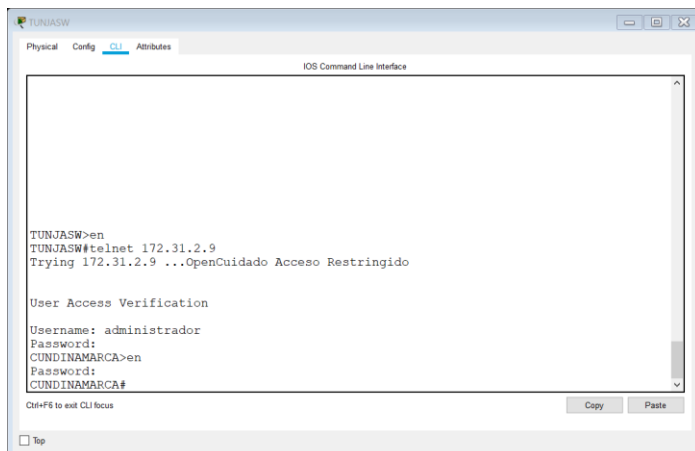 TUNJASW
Physical Config CLI Attributes
IOS Command Line Interface
TUNJASW>en
TUNJASW#telnet 172.31.2.9
Trying 172.31.2.9 ...OpenCuidado Acceso Restringido
User Access Verification
Username: administrador
Password:
CUNDINAMARCA>en
Password:
CUNDINAMARCA#
Ctrl+F6 to exit CLI focus
Copy Paste
Top